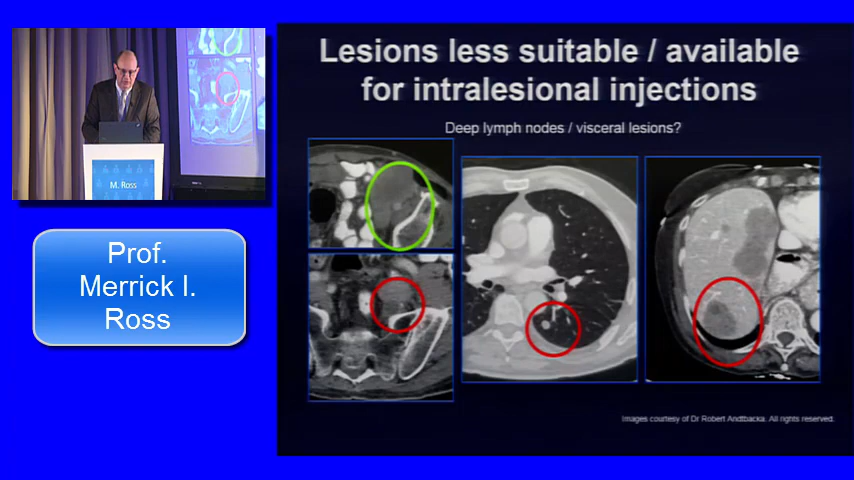 Lesions less suitable / available
for intralesional injections
Deep lymph nodes / visceral lesions?
M. Ross
Prof.
Merrick I.
Ross
Images courtesy of Dr Robert Andtbacka. All rights reserved.